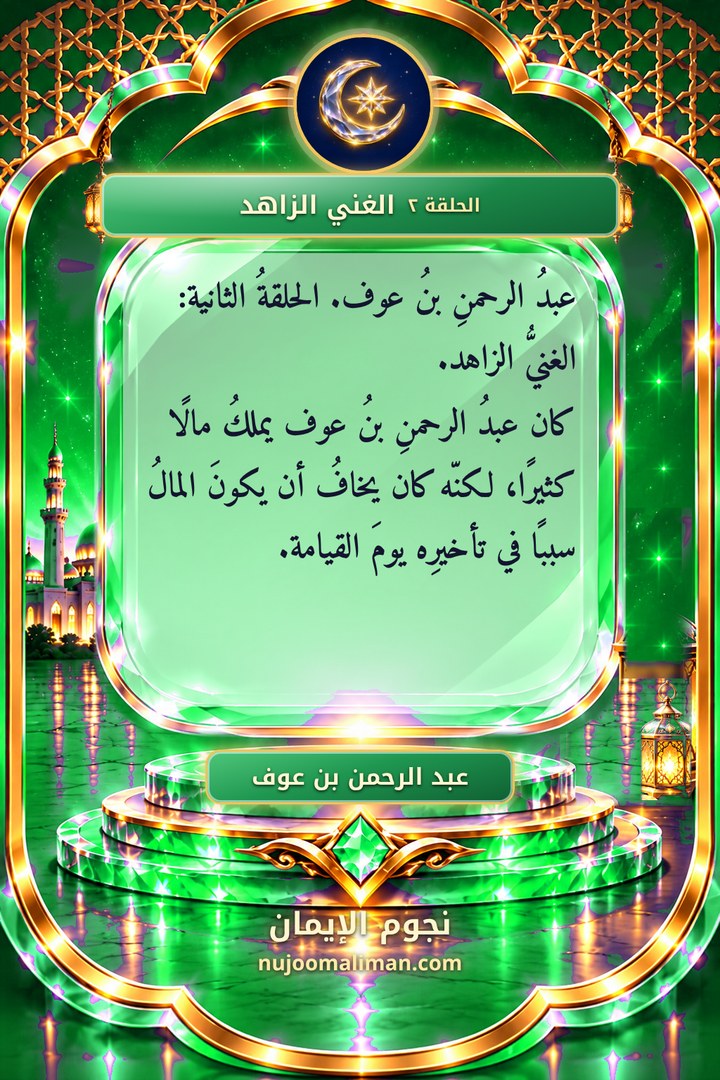 الحلقة ٢ الغني الزاهد
عبدُ الرحمنِ بنُ عوف. الحلقةُ الثانية:
الغنيُّ الزاهد.
كان عبدُ الرحمنِ بنُ عوف يملكُ مالًا
كثيرًا، لكنّه كان يخافُ أن يكونَ المالُ
سببًا في تأخيرِه يومَ القيامة.
عبد الرحمن بن عوف
نجوم الإيمان
nujoomaliman.com